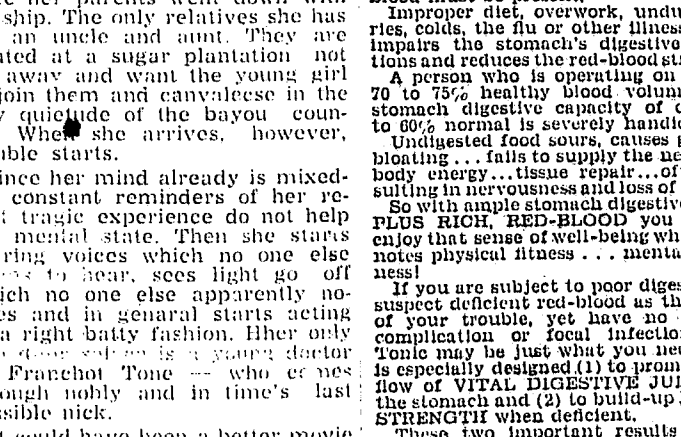 ship. The only relatives she has
an uncle and aunt. They are
ated at a sugar plantation not
away and want the young girl
join them and canvaleese in the
quietude of the bayou coun-
When she arrives, however,
ble starts.
ince her mind already is mixed-
constant reminders of her re-
t tragic experience do not help
mental state. Then she starts
ring voices which no one else
to hear, sees light go off
ich no one else apparently no-
es and in genaral starts acting
a right batty fashion. Hher only
is a young doctor
Franchot Tone -- who
ough nobly and in time's last
sible nick.
could have been a better movie
Improper diet, overwork, undu
ries, colds, the flu or other illness
impairs the stomach's digestive
tions and reduces the red-blood st
A person who is operating on
70 to 75% healthy blood volum
stomach digestive capacity of
to 60% normal is severely handic
Undigested food sours, causes
bloating ... fails to supply the ne
body energy...tissue repair...of
sulting in nervousness and loss of
So with ample stomach digestive
PLUS RICH, RED-BLOOD you
enjoy that sense of well-being wh
notes physical fitness ... menta
ness!
If you are subject to poor diges
suspect deficient red-blood as th
of your trouble, yet have no
complication or focal infectio
Tonic may be just what you nee
is especially designed (1) to prom
flow of VITAL DIGESTIVE JUI
the stomach and (2) to build-up
STRENGTH when deficient.
These two important results